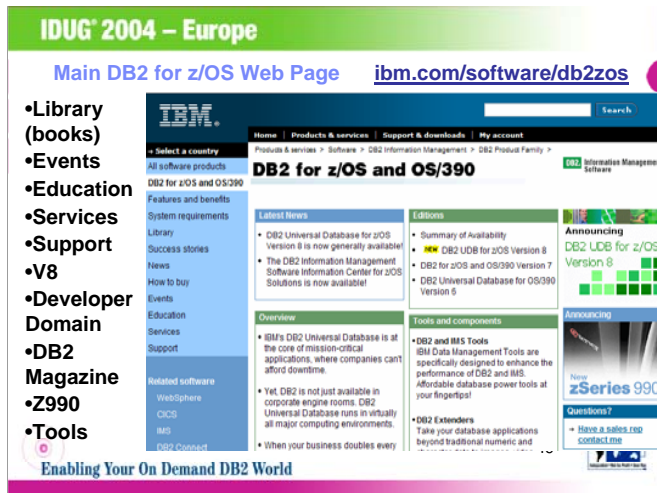 IDUG® 2004 – Europe
Main DB2 for z/OS Web Page ibm.com/software/db2zos
•Library
(books)
•Events
•Education
•Services
•Support
•V8
•Developer
Domain
•DB2
Magazine
•Z990
•Tools
IBM.
Search
Home | Products & services | Support & downloads | My account
Select a country
All software products
DB2 for z/OS and OS/390
Features and benefits
System requirements
Library
Success stories
News
How to buy
Events
Education
Services
Support
Related software
WebSphere
CICS
IMS
DB2 Connect
Products & services > Software > DB2 Information Management > DB2 Product Family >
DB2 for z/OS and OS/390
DB2. Information Manageme
Software
Latest News
• DB2 Universal Database for z/OS
Version 8 is now generally available!
• The DB2 Information Management
Software Information Center for z/OS
Solutions is now available!
Editions
• Summary of Availability
• NEW DB2 UDB for z/OS Version 8
• DB2 for z/OS and OS/390 Version 7
• DB2 Universal Database for OS/390
Version 6
Overview
• IBM's DB2 Universal Database is at
the core of mission-critical
applications, where companies can't
afford downtime.
• Yet, DB2 is not just available in
corporate engine rooms. DB2
Universal Database runs in virtually
all major computing environments.
• When your business doubles every
Tools and components
•DB2 and IMS Tools
IBM Data Management Tools are
specifically designed to enhance the
performance of DB2 and IMS.
Affordable database power tools at
your fingertips!
•DB2 Extenders
Take your database applications
beyond traditional numeric and
Announcing
DB2 UDB for z/OS
Version 8
Announcing
New
zSeries 990
Questions?
Have a sales rep
contact me
Enabling Your On Demand DB2 World